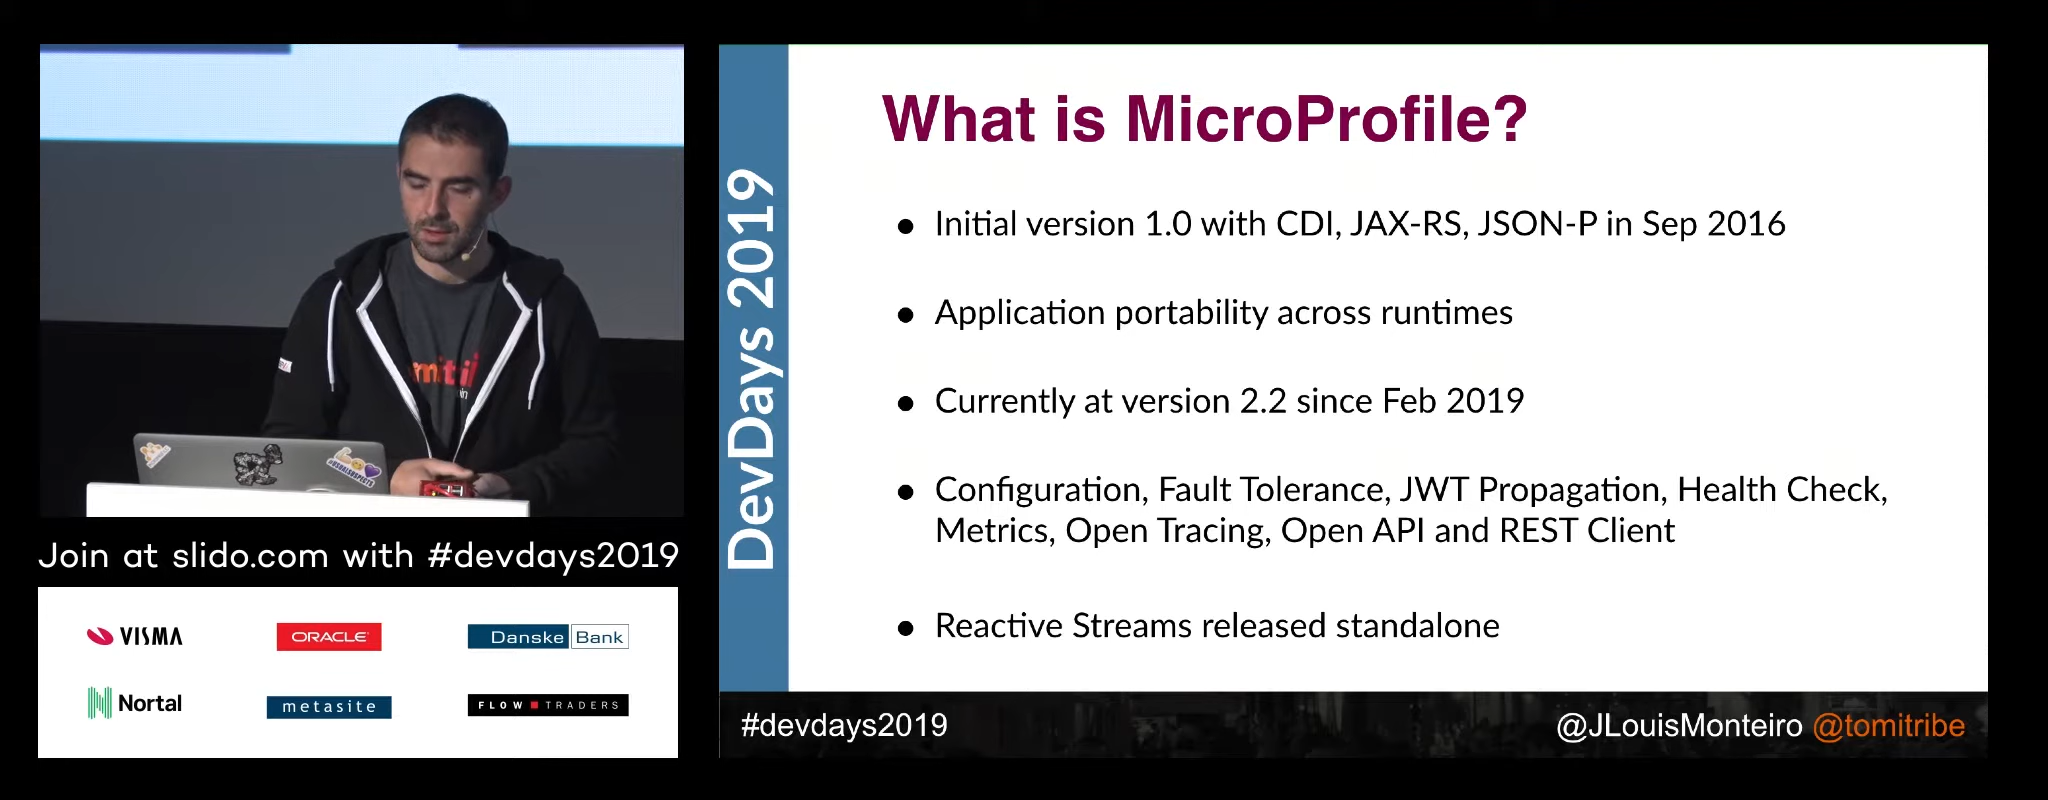 What is MicroProfile?
● Initial version 1.0 with CDI, JAX-RS, JSON-P in Sep 2016
● Application portability across runtimes
● Currently at version 2.2 since Feb 2019
● Configuration, Fault Tolerance, JWT Propagation, Health Check,
Metrics, Open Tracing, Open API and REST Client
● Reactive Streams released standalone
DevDays 2019
#devdays2019
@JLouisMonteiro @tomitribe
Join at slido.com with #devdays2019
VISMA
ORACLE
Danske Bank
Nortal
metasite
FLOW TRADERS